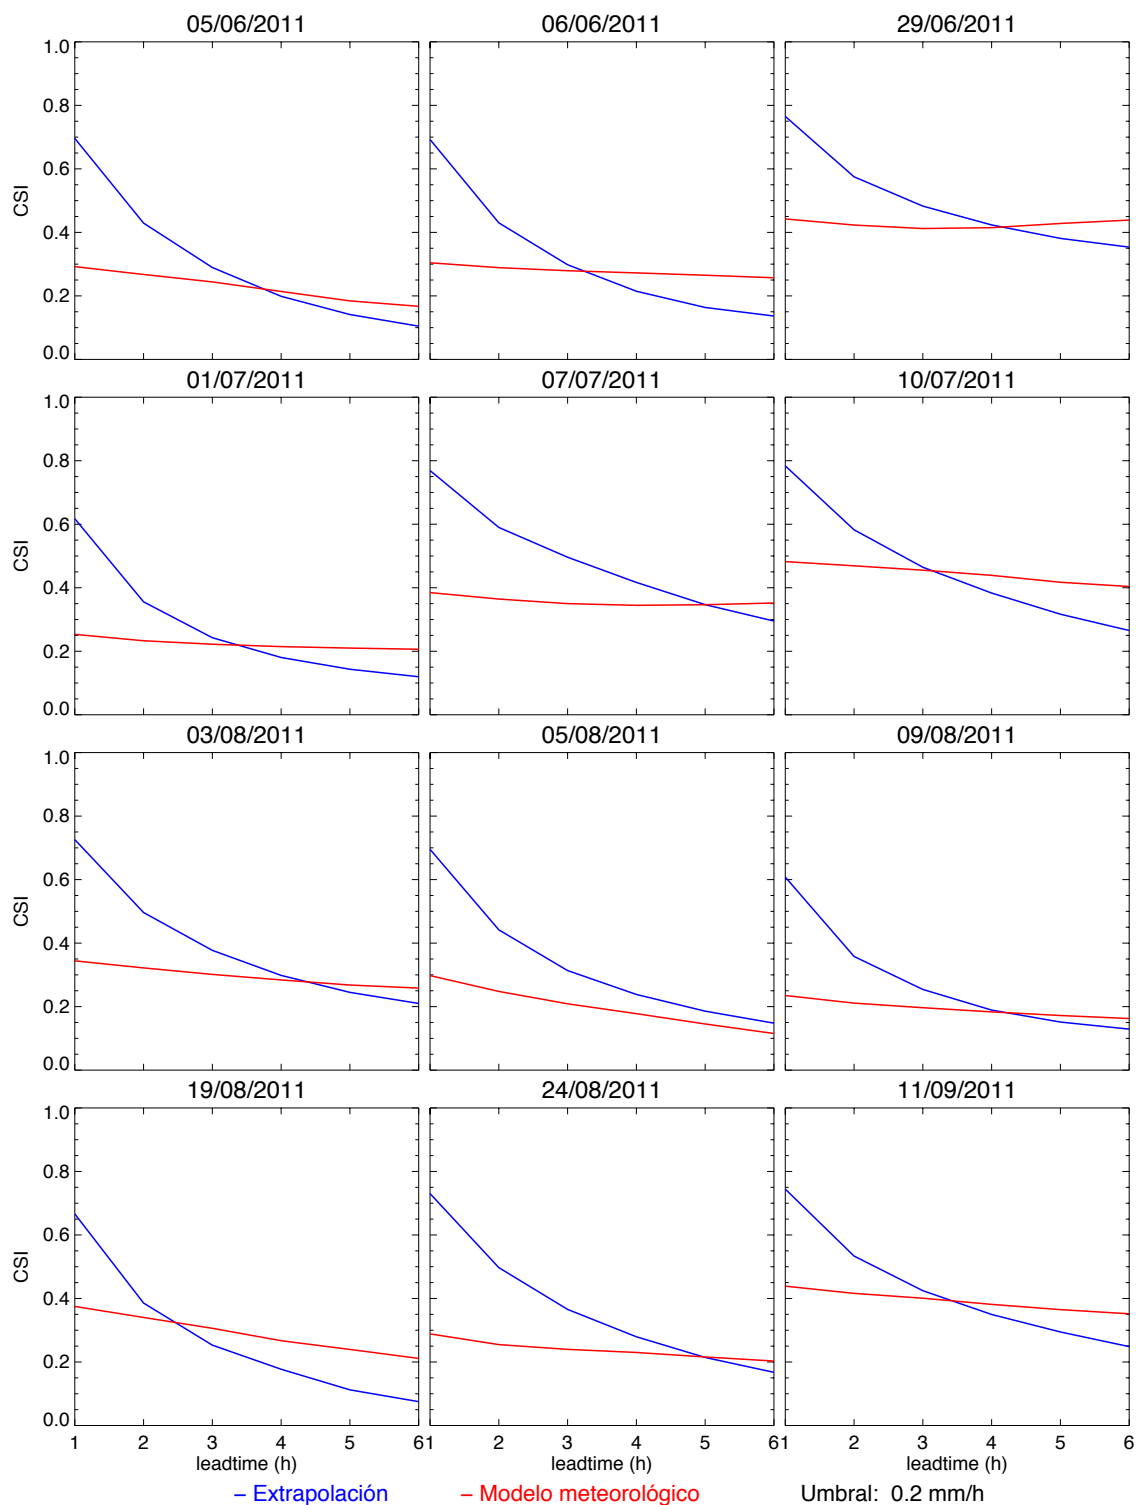 05/06/2011 06/06/2011 29/06/2011
1.0
0.8
0.6
CSI
0.4
0.2
0.0
01/07/2011 07/07/2011 10/07/2011
1.0
0.8
0.6
CSI
0.4
0.2
0.0
03/08/2011 05/08/2011 09/08/2011
1.0
0.8
0.6
CSI
0.4
0.2
0.0
19/08/2011 24/08/2011 11/09/2011
1.0
0.8
0.6
CSI
0.4
0.2
0.0
1 2 3 4 5 6 1 2 3 4 5 6 1 2 3 4 5 6
leadtime (h) leadtime (h) leadtime (h)
– Extrapolación – Modelo meteorológico Umbral: 0.2 mm/h